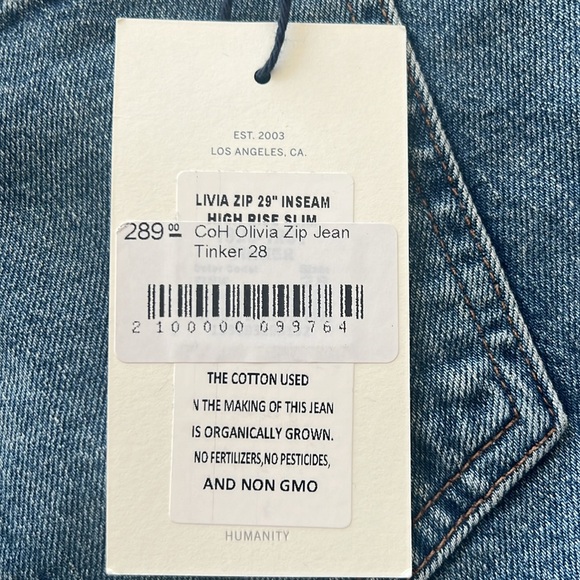 EST. 2003
LOS ANGELES, CA.
LIVIA ZIP 29" INSEAM
HIGH RISE SLIM
289 00 CoH Olivia Zip Jean
Tinker 28
2 100000 099764
THE COTTON USED
N THE MAKING OF THIS JEAN
IS ORGANICALLY GROWN.
NO FERTILIZERS,NO PESTICIDES,
AND NON GMO
HUMANITY